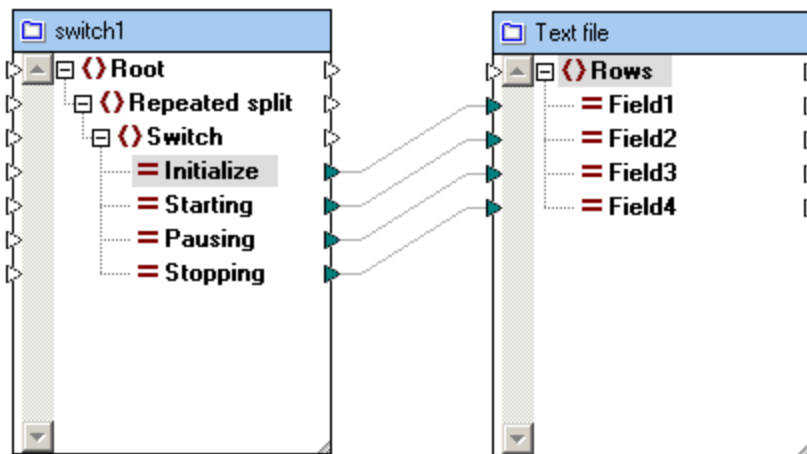 switch1
Root
Repeated split
Switch
Initialize
Starting
Pausing
Stopping
Text file
Rows
Field1
Field2
Field3
Field4